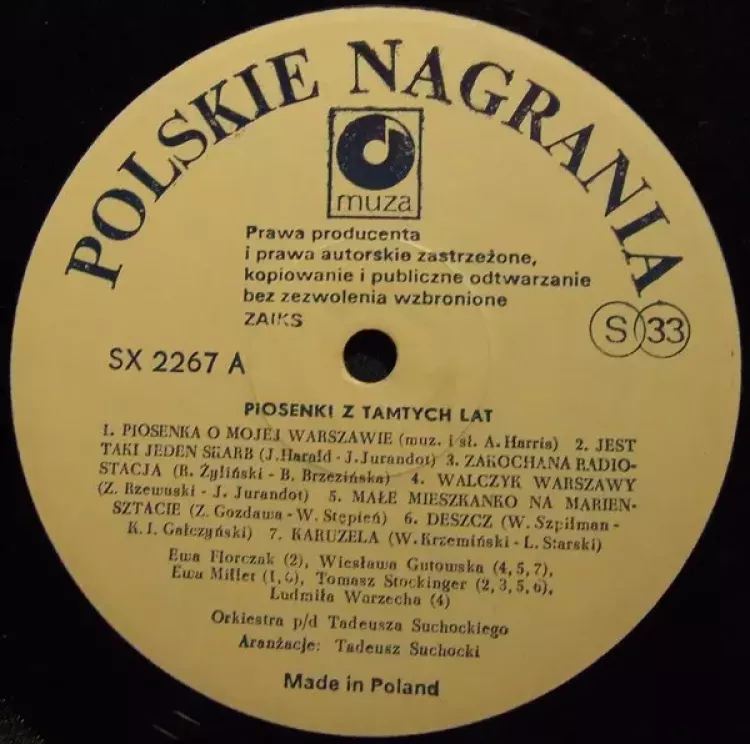 POLSKIE NAGRANIA
muza
Prawa producenta
i prawa autorskie zastrzeżone,
kopiowanie i publiczne odtwarzanie
bez zezwolenia wzbronione
ZAIKS
S 33
SX 2267 A
PIOSENKI Z TAMTYCH LAT
1. PIOSENKA O MOJEJ WARSZAWIE (muz. i sł. A. Harris) 2. JEST
TAKI JEDEN SKARB (J. Harald - J. Jurandot) 3. ZAKOCHANA RADIO-
STACJA (R. Żyliński - B. Brzezińska) 4. WALCZYK WARSZAWY
(Z. Rzewuski - J. Jurandot) 5. MAŁE MIESZKANKO NA MARIEN-
SZTACIE (Z. Gozdawa - W. Stępień) 6. DESZCZ (W. Szpilman -
K. I. Gałczyński) 7. KARUZELA (W. Krzemiński - L. Starski)
Ewa Florczak (2), Wiesława Gutowska (4, 5, 7),
Ewa Miller (1, 6), Tomasz Stockinger (2, 3, 5, 6),
Ludmiła Warzecha (4)
Orkiestra p/d Tadeusza Suchockiego
Aranżacje: Tadeusz Suchocki
Made in Poland